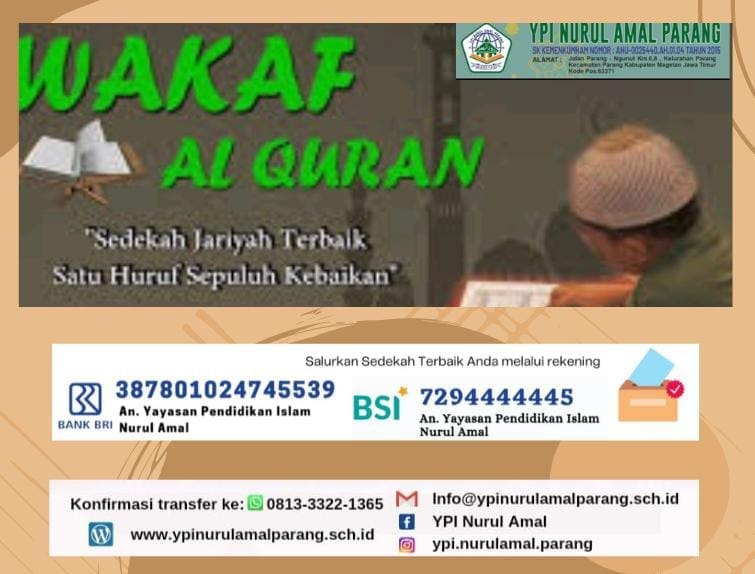 YPI NURUL AMAL PARANG
SK KEMENKUMHAM NOMOR : AHU-0025440.AH.01.04 TAHUN 2015
ALAMAT : Jalan Parang - Ngunut Km.0,8 , Kelurahan Parang
Kecamatan Parang Kabupaten Magetan Jawa Timur
Kode Pos.63371
WAKAF
AL QURAN
"Sedekah Jariyah Terbaik
Satu Huruf Sepuluh Kebaikan"
Salurkan Sedekah Terbaik Anda melalui rekening
BANK BRI
387801024745539
An. Yayasan Pendidikan Islam
Nurul Amal
BSI
7294444445
An. Yayasan Pendidikan Islam
Nurul Amal
Konfirmasi transfer ke: 0813-3322-1365
www.ypinurulamalparang.sch.id
Info@ypinurulamalparang.sch.id
YPI Nurul Amal
ypi.nurulamal.parang